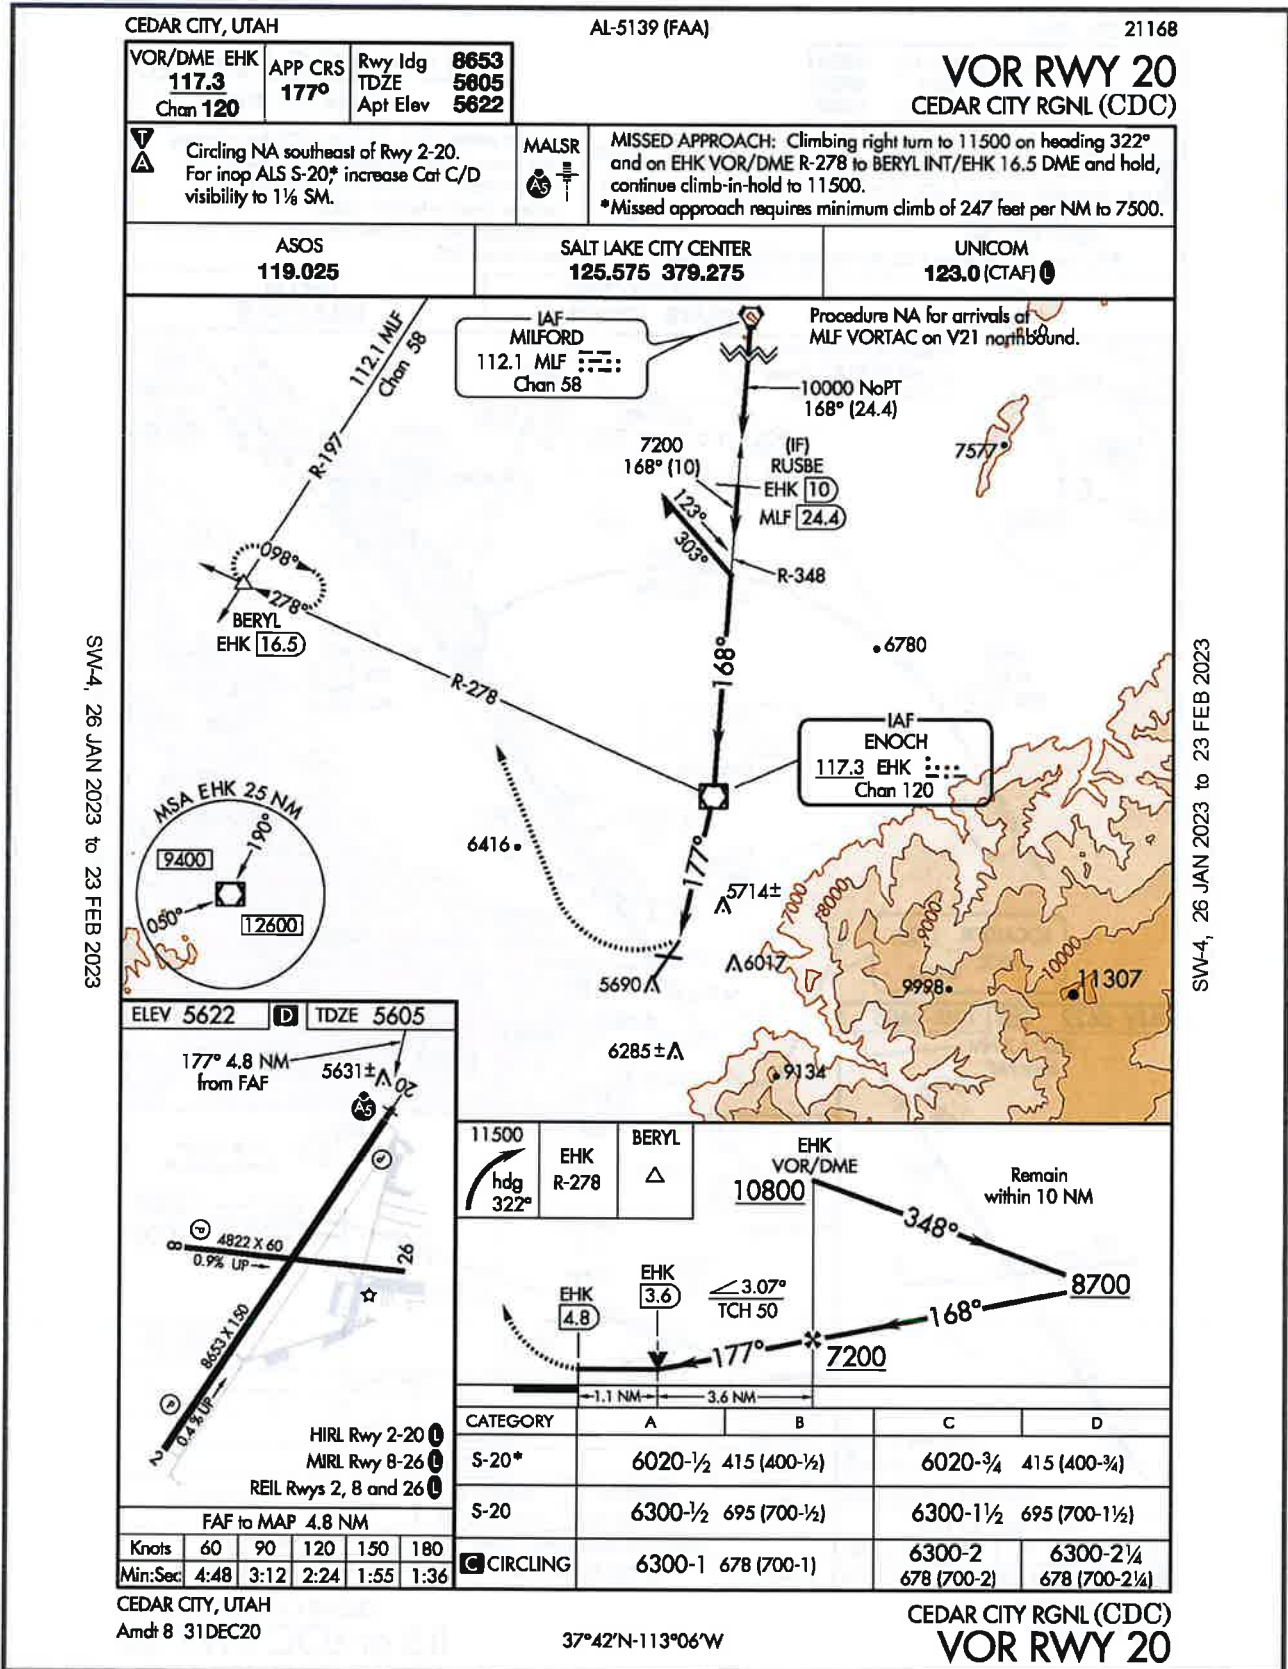 CEDAR CITY, UTAH
AL-5139 (FAA)
21168
VOR/DME EHK
117.3
Chan 120
APP CRS
177°
Rwy ldg 8653
TDZE 5605
Apt Elev 5622
VOR RWY 20
CEDAR CITY RGNL (CDC)
T
A
Circling NA southeast of Rwy 2-20.
For inop ALS S-20,* increase Cat C/D
visibility to 1⅛ SM.
MALSR
A5
MISSED APPROACH: Climbing right turn to 11500 on heading 322°
and on EHK VOR/DME R-278 to BERYL INT/EHK 16.5 DME and hold,
continue climb-in-hold to 11500.
*Missed approach requires minimum climb of 247 feet per NM to 7500.
ASOS
119.025
SALT LAKE CITY CENTER
125.575 379.275
UNICOM
123.0 (CTAF) L
112.1 MLF
Chan 58
R-197
IAF
MILFORD
112.1 MLF
Chan 58
Procedure NA for arrivals at
MLF VORTAC on V21 northbound.
10000 NoPT
168° (24.4)
7200
168° (10)
(IF)
RUSBE
EHK 10
MLF 24.4
7577
123°
303°
R-348
098°
278°
BERYL
EHK 16.5
R-278
168°
6780
IAF
ENOCH
117.3 EHK
Chan 120
MSA EHK 25 NM
190°
9400
050°
12600
6416
177°
5714±
7000
8000
9000
10000
6017
5690
9998
11307
6285±
9134
SW-4, 26 JAN 2023 to 23 FEB 2023
SW-4, 26 JAN 2023 to 23 FEB 2023
ELEV 5622
D
TDZE 5605
177° 4.8 NM
from FAF
5631±
20
A5
P
P
8
4822 X 60
0.9% UP
26
8653 X 150
P
0.4% UP
2
HIRL Rwy 2-20 L
MIRL Rwy 8-26 L
REIL Rwys 2, 8 and 26 L
FAF to MAP 4.8 NM
Knots 60 90 120 150 180
Min:Sec 4:48 3:12 2:24 1:55 1:36
11500
hdg
322°
EHK
R-278
BERYL
EHK
VOR/DME
10800
Remain
within 10 NM
348°
8700
168°
EHK
4.8
EHK
3.6
3.07°
TCH 50
177°
7200
1.1 NM
3.6 NM
CATEGORY A B C D
S-20* 6020-½ 415 (400-½) 6020-¾ 415 (400-¾)
S-20 6300-½ 695 (700-½) 6300-1½ 695 (700-1½)
C CIRCLING 6300-1 678 (700-1) 6300-2 678 (700-2) 6300-2¼ 678 (700-2¼)
CEDAR CITY, UTAH
Amdt 8 31DEC20
37°42'N-113°06'W
CEDAR CITY RGNL (CDC)
VOR RWY 20